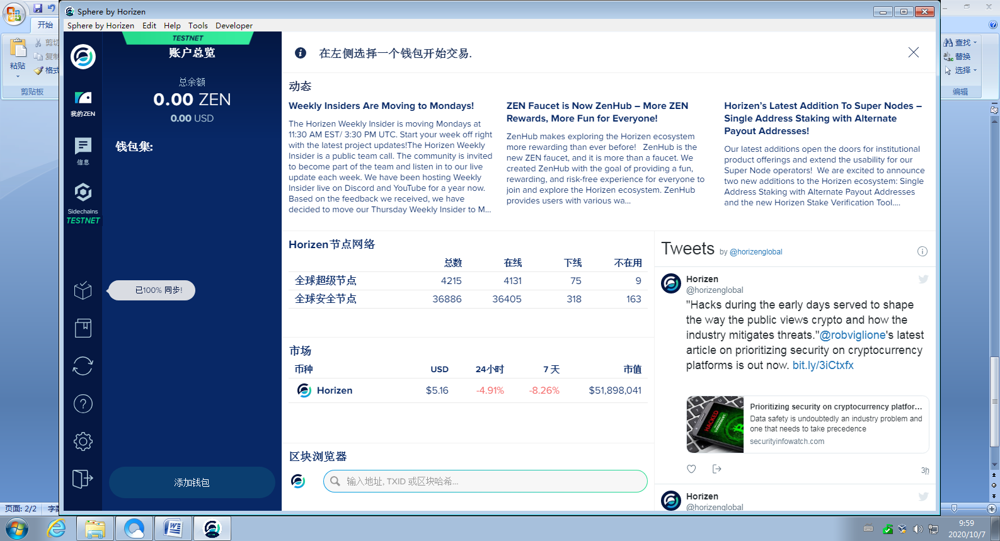 Sphere by Horizen
Sphere by Horizen Edit Help Tools Developer
开始
粘贴
剪切
复制
格式
剪贴板
查找
替换
选择
编辑
TESTNET
账户总览
总余额
0.00 ZEN
0.00 USD
钱包集:
我的ZEN
信息
Sidechains
TESTNET
已100% 同步!
添加钱包
在左侧选择一个钱包开始交易.
动态
Weekly Insiders Are Moving to Mondays!
The Horizen Weekly Insider is moving Mondays at
11:30 AM EST/ 3:30 PM UTC. Start your week off right
with the latest project updates!The Horizen Weekly
Insider is a public team call. The community is invited
to become part of the team and listen in to our live
update each week. We have been hosting Weekly
Insider live on Discord and YouTube for a year now.
Based on the feedback we received, we have
decided to move our Thursday Weekly Insider to M...
ZEN Faucet is Now ZenHub – More ZEN
Rewards, More Fun for Everyone!
ZenHub makes exploring the Horizen ecosystem
more rewarding than ever before! ZenHub is the
new ZEN faucet, and it is more than a faucet. We
created ZenHub with the goal of providing a fun,
rewarding, and risk-free experience for everyone to
join and explore the Horizen ecosystem. ZenHub
provides users with various wa...
Horizen's Latest Addition To Super Nodes –
Single Address Staking with Alternate
Payout Addresses!
Our latest additions open the doors for institutional
product offerings and extend the usability for our
Super Node operators! We are excited to announce
two new additions to the Horizen ecosystem: Single
Address Staking with Alternate Payout Addresses
and the new Horizen Stake Verification Tool....
Horizen节点网络
总数 在线 下线 不在用
全球超级节点 4215 4131 75 9
全球安全节点 36886 36405 318 163
市场
币种 USD 24小时 7 天 市值
Horizen $5.16 -4.91% -8.26% $51,898,041
区块浏览器
输入地址, TXID 或区块哈希...
Tweets by @horizenglobal
Horizen
@horizenglobal
"Hacks during the early days served to shape
the way the public views crypto and how the
industry mitigates threats."@robviglione's latest
article on prioritizing security on cryptocurrency
platforms is out now. bit.ly/3iCtxfx
HACKED
Prioritizing security on cryptocurrency platfor...
Data safety is undoubtedly an industry problem and
one that needs to take precedence
securityinfowatch.com
3h
Horizen
@horizenglobal
页面: 2/2 字数
9:59
2020/10/7